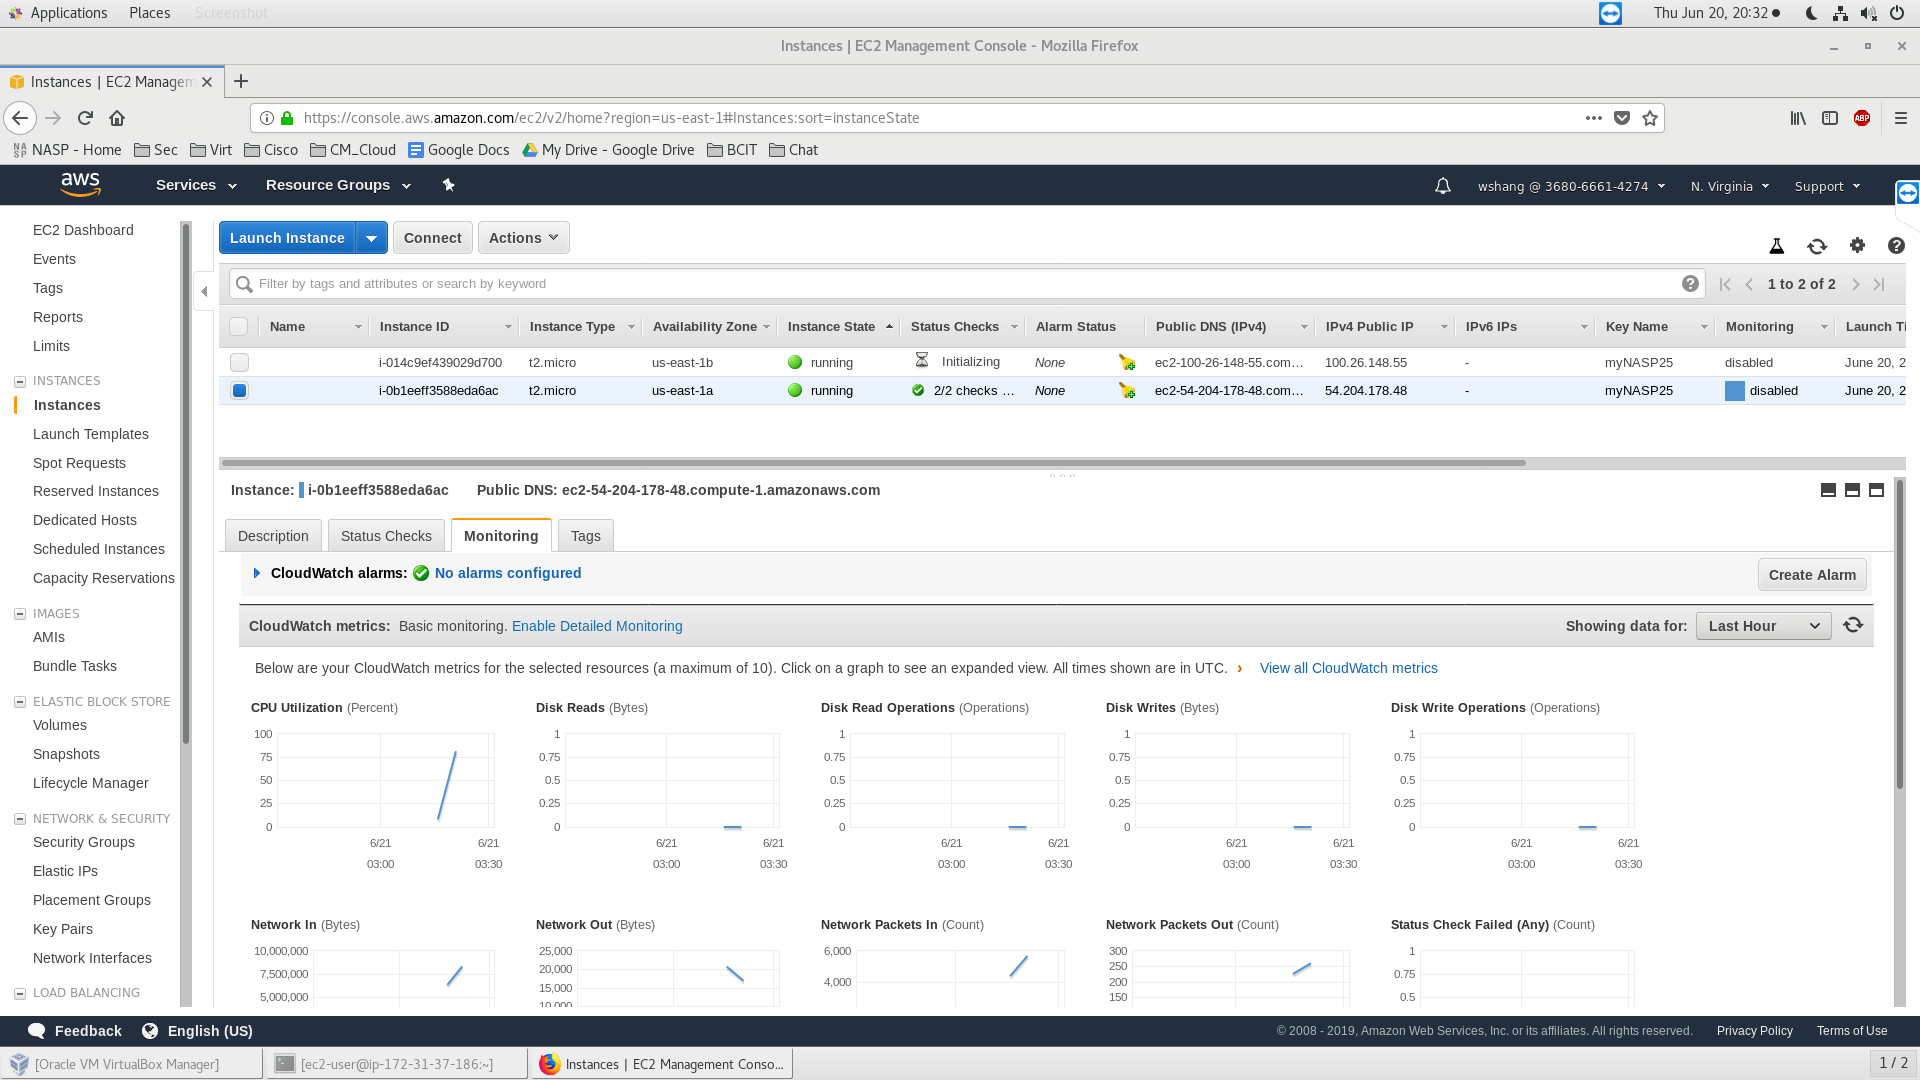 Applications Places Screenshot Thu Jun 20, 20:32
Instances | EC2 Management Console - Mozilla Firefox
Instances | EC2 Managem
https://console.aws.amazon.com/ec2/v2/home?region=us-east-1#Instances:sort=instanceState ABP
NASP - Home Sec Virt Cisco CM_Cloud Google Docs My Drive - Google Drive BCIT Chat
aws Services Resource Groups wshang @ 3680-6661-4274 N. Virginia Support
EC2 Dashboard
Events
Tags
Reports
Limits
INSTANCES
Instances
Launch Templates
Spot Requests
Reserved Instances
Dedicated Hosts
Scheduled Instances
Capacity Reservations
IMAGES
AMIs
Bundle Tasks
ELASTIC BLOCK STORE
Volumes
Snapshots
Lifecycle Manager
NETWORK & SECURITY
Security Groups
Elastic IPs
Placement Groups
Key Pairs
Network Interfaces
LOAD BALANCING
Launch Instance Connect Actions
Filter by tags and attributes or search by keyword 1 to 2 of 2
Name Instance ID Instance Type Availability Zone Instance State Status Checks Alarm Status Public DNS (IPv4) IPv4 Public IP IPv6 IPs Key Name Monitoring Launch Ti
i-014c9ef439029d700 t2.micro us-east-1b running Initializing None ec2-100-26-148-55.com… 100.26.148.55 - myNASP25 disabled June 20, 2
i-0b1eeff3588eda6ac t2.micro us-east-1a running 2/2 checks … None ec2-54-204-178-48.com… 54.204.178.48 - myNASP25 disabled June 20, 2
Instance: i-0b1eeff3588eda6ac Public DNS: ec2-54-204-178-48.compute-1.amazonaws.com
Description Status Checks Monitoring Tags
CloudWatch alarms: No alarms configured Create Alarm
CloudWatch metrics: Basic monitoring. Enable Detailed Monitoring Showing data for: Last Hour
Below are your CloudWatch metrics for the selected resources (a maximum of 10). Click on a graph to see an expanded view. All times shown are in UTC. › View all CloudWatch metrics
CPU Utilization (Percent) Disk Reads (Bytes) Disk Read Operations (Operations) Disk Writes (Bytes) Disk Write Operations (Operations)
100 1 1 1 1
75 0.75 0.75 0.75 0.75
50 0.5 0.5 0.5 0.5
25 0.25 0.25 0.25 0.25
0 0 0 0 0
6/21 6/21 6/21 6/21 6/21 6/21 6/21 6/21 6/21 6/21
03:00 03:30 03:00 03:30 03:00 03:30 03:00 03:30 03:00 03:30
Network In (Bytes) Network Out (Bytes) Network Packets In (Count) Network Packets Out (Count) Status Check Failed (Any) (Count)
10,000,000 25,000 6,000 300 1
7,500,000 20,000 4,000 250 0.75
5,000,000 15,000 200 0.5
10,000 150
Feedback English (US) © 2008 - 2019, Amazon Web Services, Inc. or its affiliates. All rights reserved. Privacy Policy Terms of Use
[Oracle VM VirtualBox Manager] [ec2-user@ip-172-31-37-186:~] Instances | EC2 Management Conso... 1 / 2